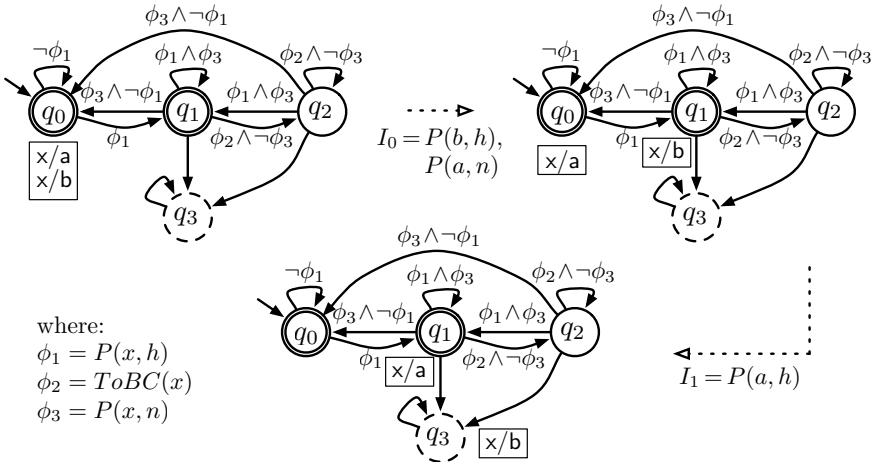 ϕ3 ∧ ¬ϕ1
¬ϕ1
ϕ1 ∧ ϕ3
ϕ2 ∧ ¬ϕ3
ϕ3 ∧ ¬ϕ1
ϕ1 ∧ ϕ3
q0
q1
q2
ϕ1
ϕ2 ∧ ¬ϕ3
x/a
x/b
q3
I0 = P(b, h),
P(a, n)
ϕ3 ∧ ¬ϕ1
¬ϕ1
ϕ1 ∧ ϕ3
ϕ2 ∧ ¬ϕ3
ϕ3 ∧ ¬ϕ1
ϕ1 ∧ ϕ3
q0
q1
q2
ϕ1
ϕ2 ∧ ¬ϕ3
x/a
x/b
q3
ϕ3 ∧ ¬ϕ1
¬ϕ1
ϕ1 ∧ ϕ3
ϕ2 ∧ ¬ϕ3
ϕ3 ∧ ¬ϕ1
ϕ1 ∧ ϕ3
q0
q1
q2
ϕ1
ϕ2 ∧ ¬ϕ3
x/a
q3
x/b
I1 = P(a, h)
where:
ϕ1 = P(x, h)
ϕ2 = ToBC(x)
ϕ3 = P(x, n)